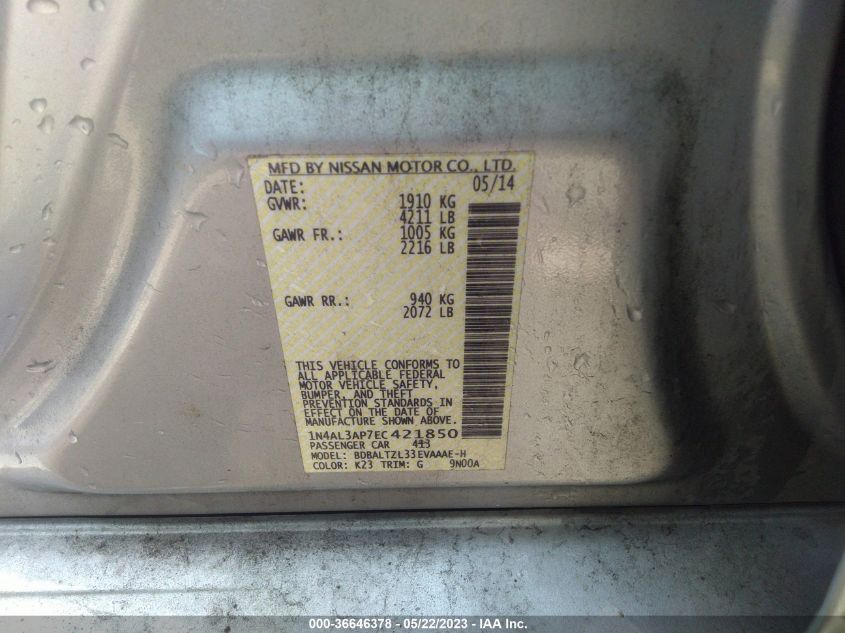 MFD BY NISSAN MOTOR CO., LTD.
DATE: 05/14
GVWR: 1910 KG
4211 LB
GAWR FR.: 1005 KG
2216 LB
GAWR RR.: 940 KG
2072 LB
THIS VEHICLE CONFORMS TO
ALL APPLICABLE FEDERAL
MOTOR VEHICLE SAFETY,
BUMPER, AND THEFT
PREVENTION STANDARDS IN
EFFECT ON THE DATE OF
MANUFACTURE SHOWN ABOVE.
1N4AL3AP7EC421850
PASSENGER CAR 413
MODEL: BDBALTZL33EVAAAE-H
COLOR: K23 TRIM: G 9N00A
000-36646378 - 05/22/2023 - IAA Inc.